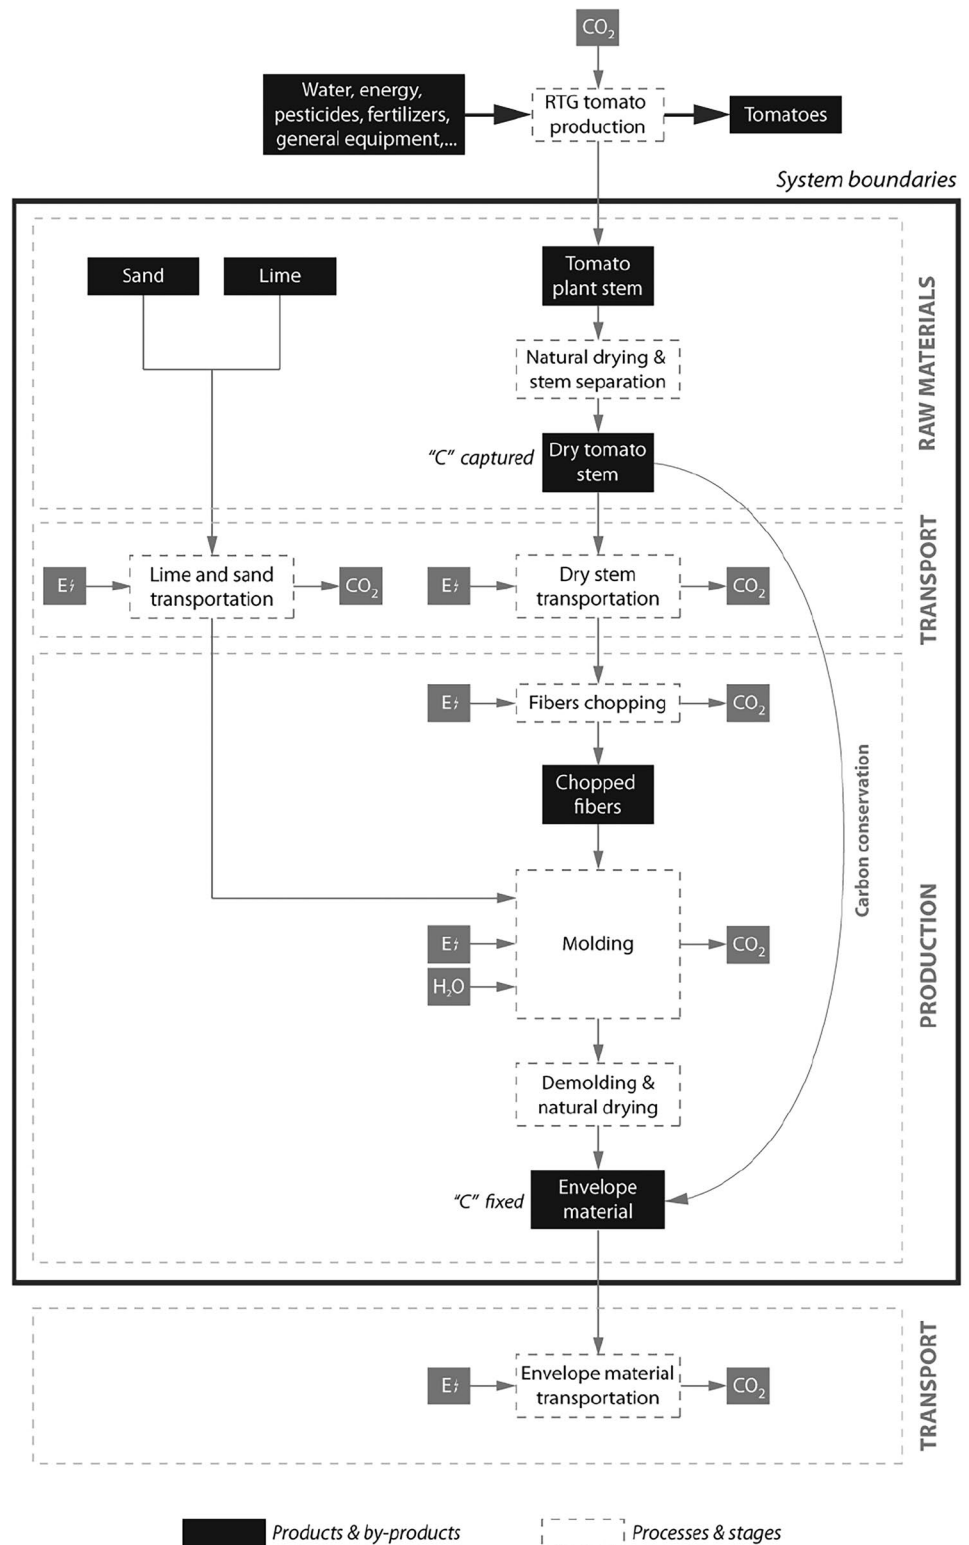 CO2
Water, energy,
pesticides, fertilizers,
general equipment,...
RTG tomato
production
Tomatoes
System boundaries
Sand
Lime
Tomato
plant stem
Natural drying &
stem separation
"C" captured
Dry tomato
stem
RAW MATERIALS
E
Lime and sand
transportation
CO2
E
Dry stem
transportation
CO2
TRANSPORT
E
Fibers chopping
CO2
Chopped
fibers
Carbon conservation
E
H2O
Molding
CO2
PRODUCTION
Demolding &
natural drying
"C" fixed
Envelope
material
E
Envelope material
transportation
CO2
TRANSPORT
Products & by-products
Processes & stages